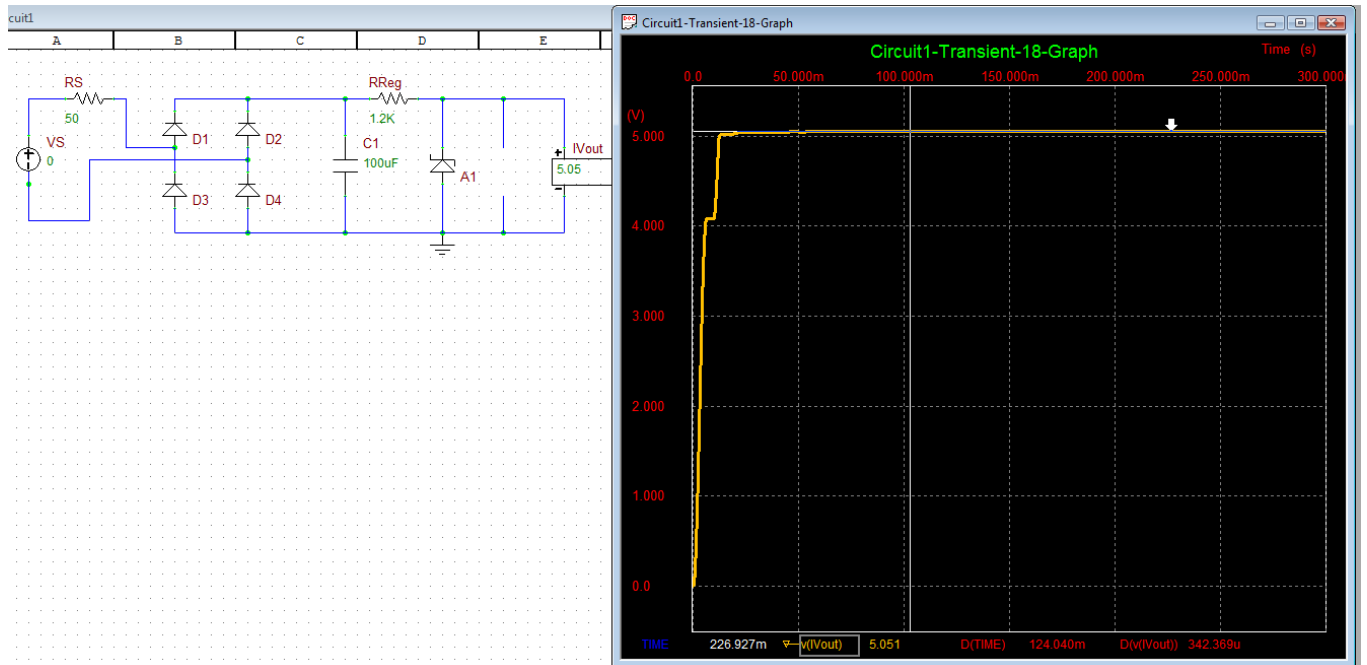 cuit1
A B C D E
RS
50
VS
0
D1
D2
D3
D4
RReg
1.2K
C1
100uF
A1
IVout
5.05
Circuit1-Transient-18-Graph
Circuit1-Transient-18-Graph
Time (s)
0.0 50.000m 100.000m 150.000m 200.000m 250.000m 300.000
(V)
5.000
4.000
3.000
2.000
1.000
0.0
TIME 226.927m v(IVout) 5.051 D(TIME) 124.040m D(v(IVout)) 342.369u